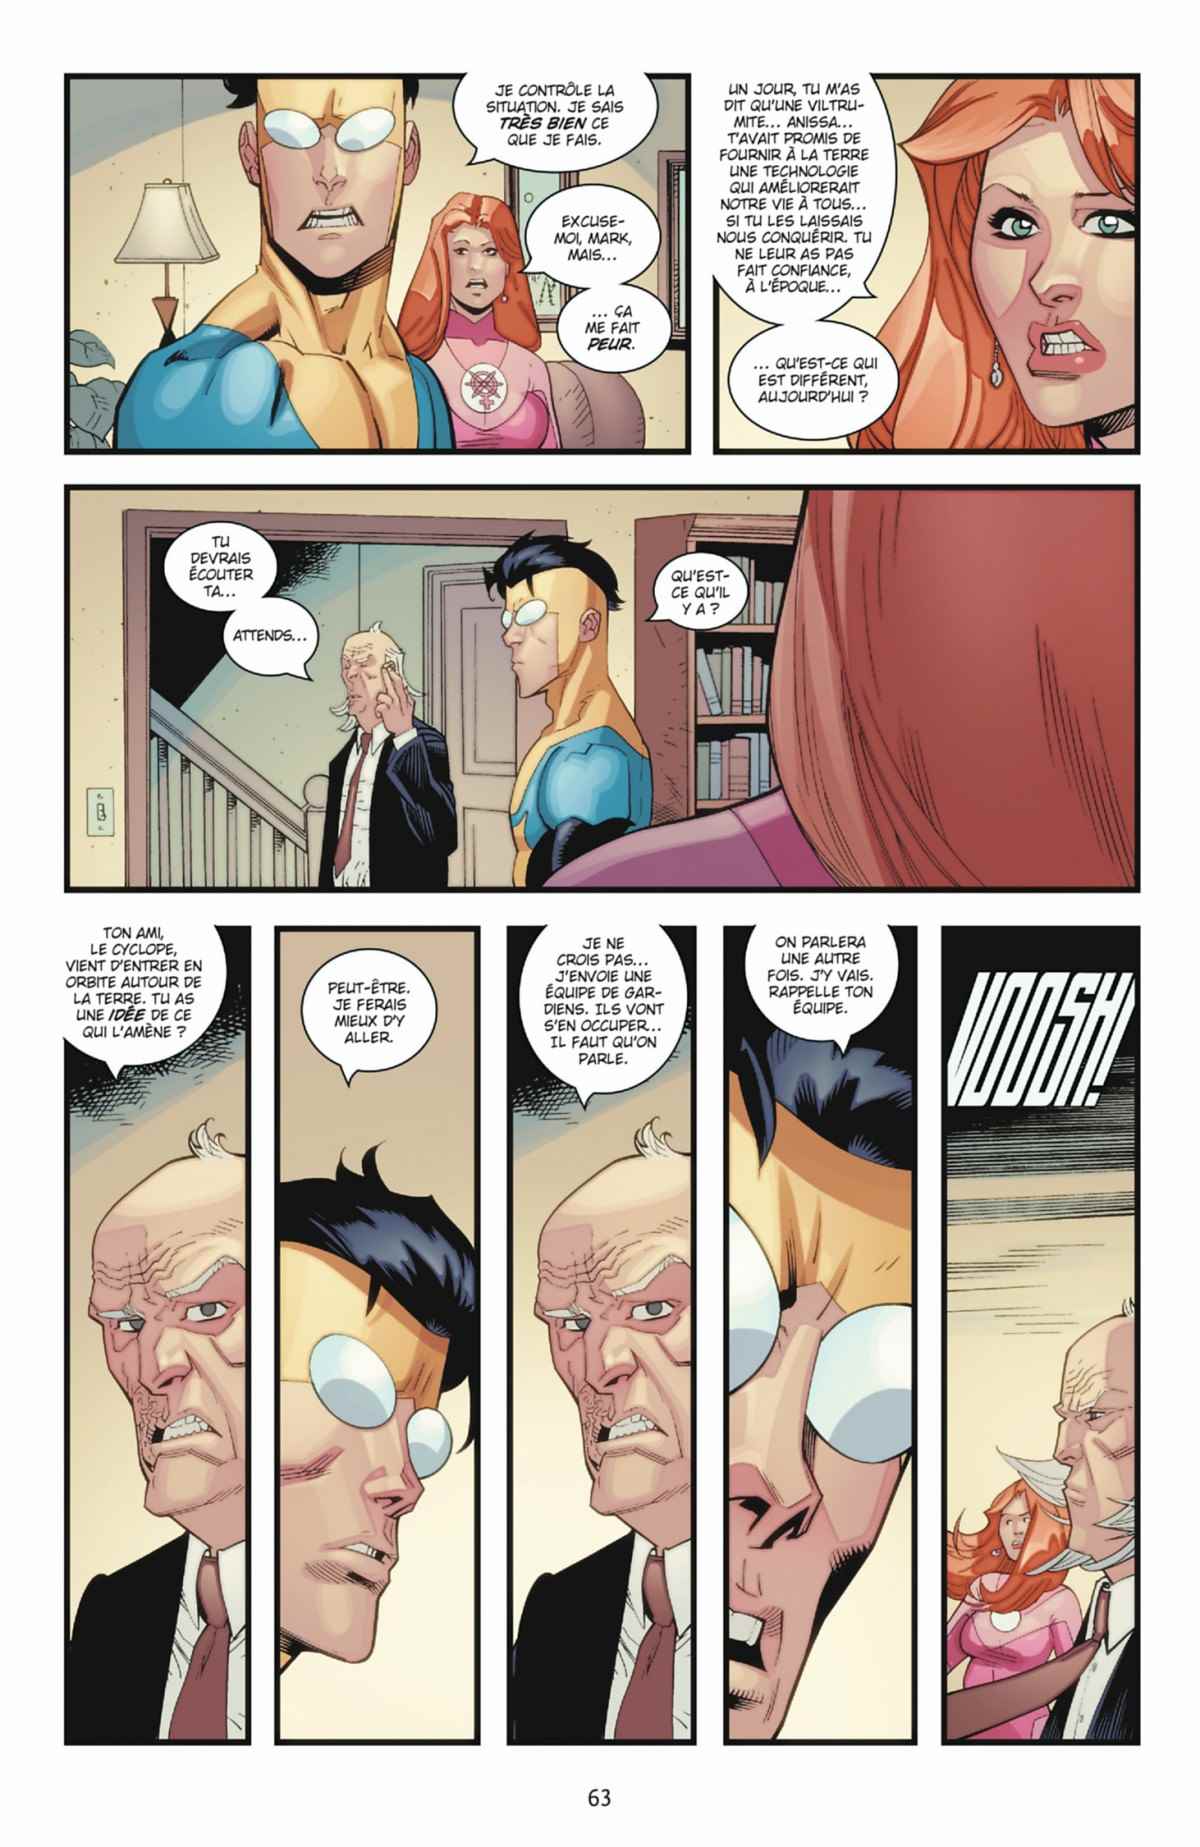 JE CONTRÔLE LA
SITUATION. JE SAIS
TRÈS BIEN CE
QUE JE FAIS.
EXCUSE-
MOI, MARK,
MAIS...
... ÇA
ME FAIT
PEUR.
UN JOUR, TU M'AS
DIT QU'UNE VILTRU-
MITE... ANISSA...
T'AVAIT PROMIS DE
FOURNIR À LA TERRE
UNE TECHNOLOGIE
QUI AMÉLIORERAIT
NOTRE VIE À TOUS...
SI TU LES LAISSAIS
NOUS CONQUÉRIR. TU
NE LEUR AS PAS
FAIT CONFIANCE,
À L'ÉPOQUE...
... QU'EST-CE QUI
EST DIFFÉRENT,
AUJOURD'HUI ?
TU
DEVRAIS
ÉCOUTER
TA...
ATTENDS...
QU'EST-
CE QU'IL
Y A ?
TON AMI,
LE CYCLOPE,
VIENT D'ENTRER EN
ORBITE AUTOUR DE
LA TERRE. TU AS
UNE IDÉE DE CE
QUI L'AMÈNE ?
PEUT-ÊTRE.
JE FERAIS
MIEUX D'Y
ALLER.
JE NE
CROIS PAS...
J'ENVOIE UNE
ÉQUIPE DE GAR-
DIENS. ILS VONT
S'EN OCCUPER...
IL FAUT QU'ON
PARLE.
ON PARLERA
UNE AUTRE
FOIS. J'Y VAIS.
RAPPELLE TON
ÉQUIPE.
VOOSH!
63